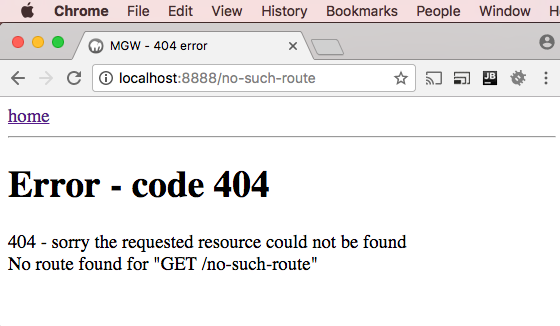 Chrome File Edit View History Bookmarks People Window
MGW - 404 error
localhost:8888/no-such-route
JB
home
Error - code 404
404 - sorry the requested resource could not be found
No route found for "GET /no-such-route"